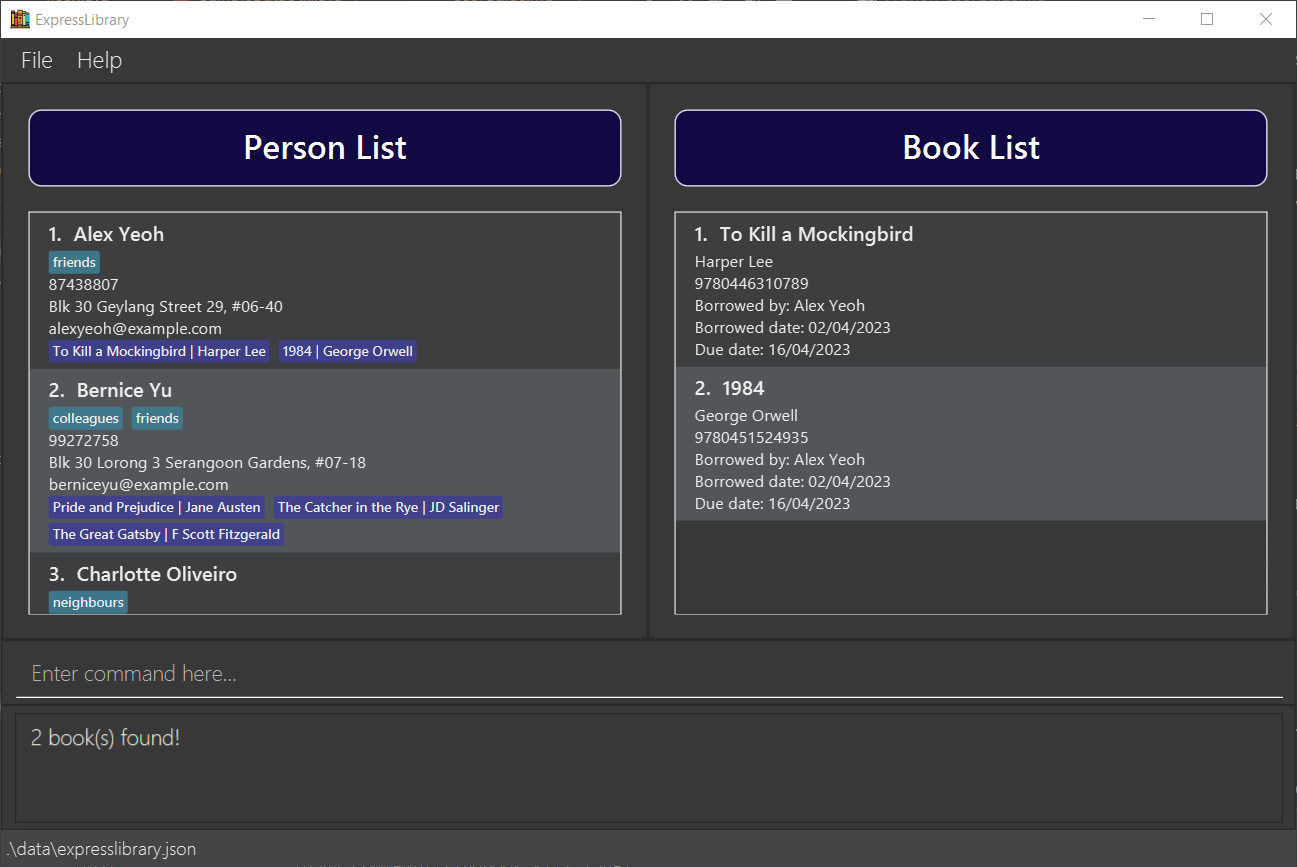 ExpressLibrary
File Help
Person List
1. Alex Yeoh
friends
87438807
Blk 30 Geylang Street 29, #06-40
alexyeoh@example.com
To Kill a Mockingbird | Harper Lee 1984 | George Orwell
2. Bernice Yu
colleagues friends
99272758
Blk 30 Lorong 3 Serangoon Gardens, #07-18
berniceyu@example.com
Pride and Prejudice | Jane Austen The Catcher in the Rye | JD Salinger
The Great Gatsby | F Scott Fitzgerald
3. Charlotte Oliveiro
neighbours
Book List
1. To Kill a Mockingbird
Harper Lee
9780446310789
Borrowed by: Alex Yeoh
Borrowed date: 02/04/2023
Due date: 16/04/2023
2. 1984
George Orwell
9780451524935
Borrowed by: Alex Yeoh
Borrowed date: 02/04/2023
Due date: 16/04/2023
Enter command here...
2 book(s) found!
.\data\expresslibrary.json